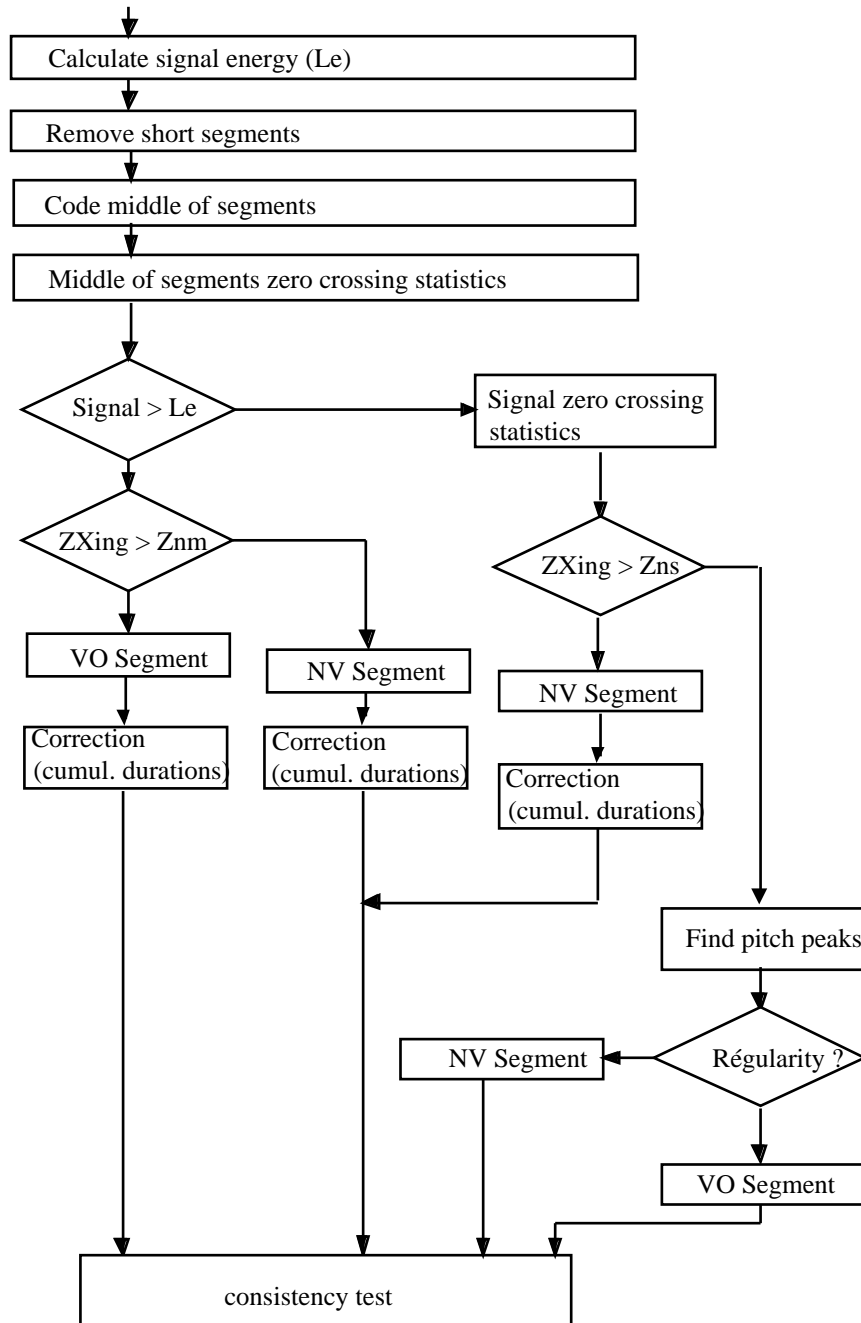 Calculate signal energy (Le)
Remove short segments
Code middle of segments
Middle of segments zero crossing statistics
Signal > Le
Signal zero crossing
statistics
ZXing > Znm
ZXing > Zns
VO Segment
NV Segment
NV Segment
Correction
(cumul. durations)
Correction
(cumul. durations)
Correction
(cumul. durations)
Find pitch peaks
NV Segment
Régularity ?
VO Segment
consistency test